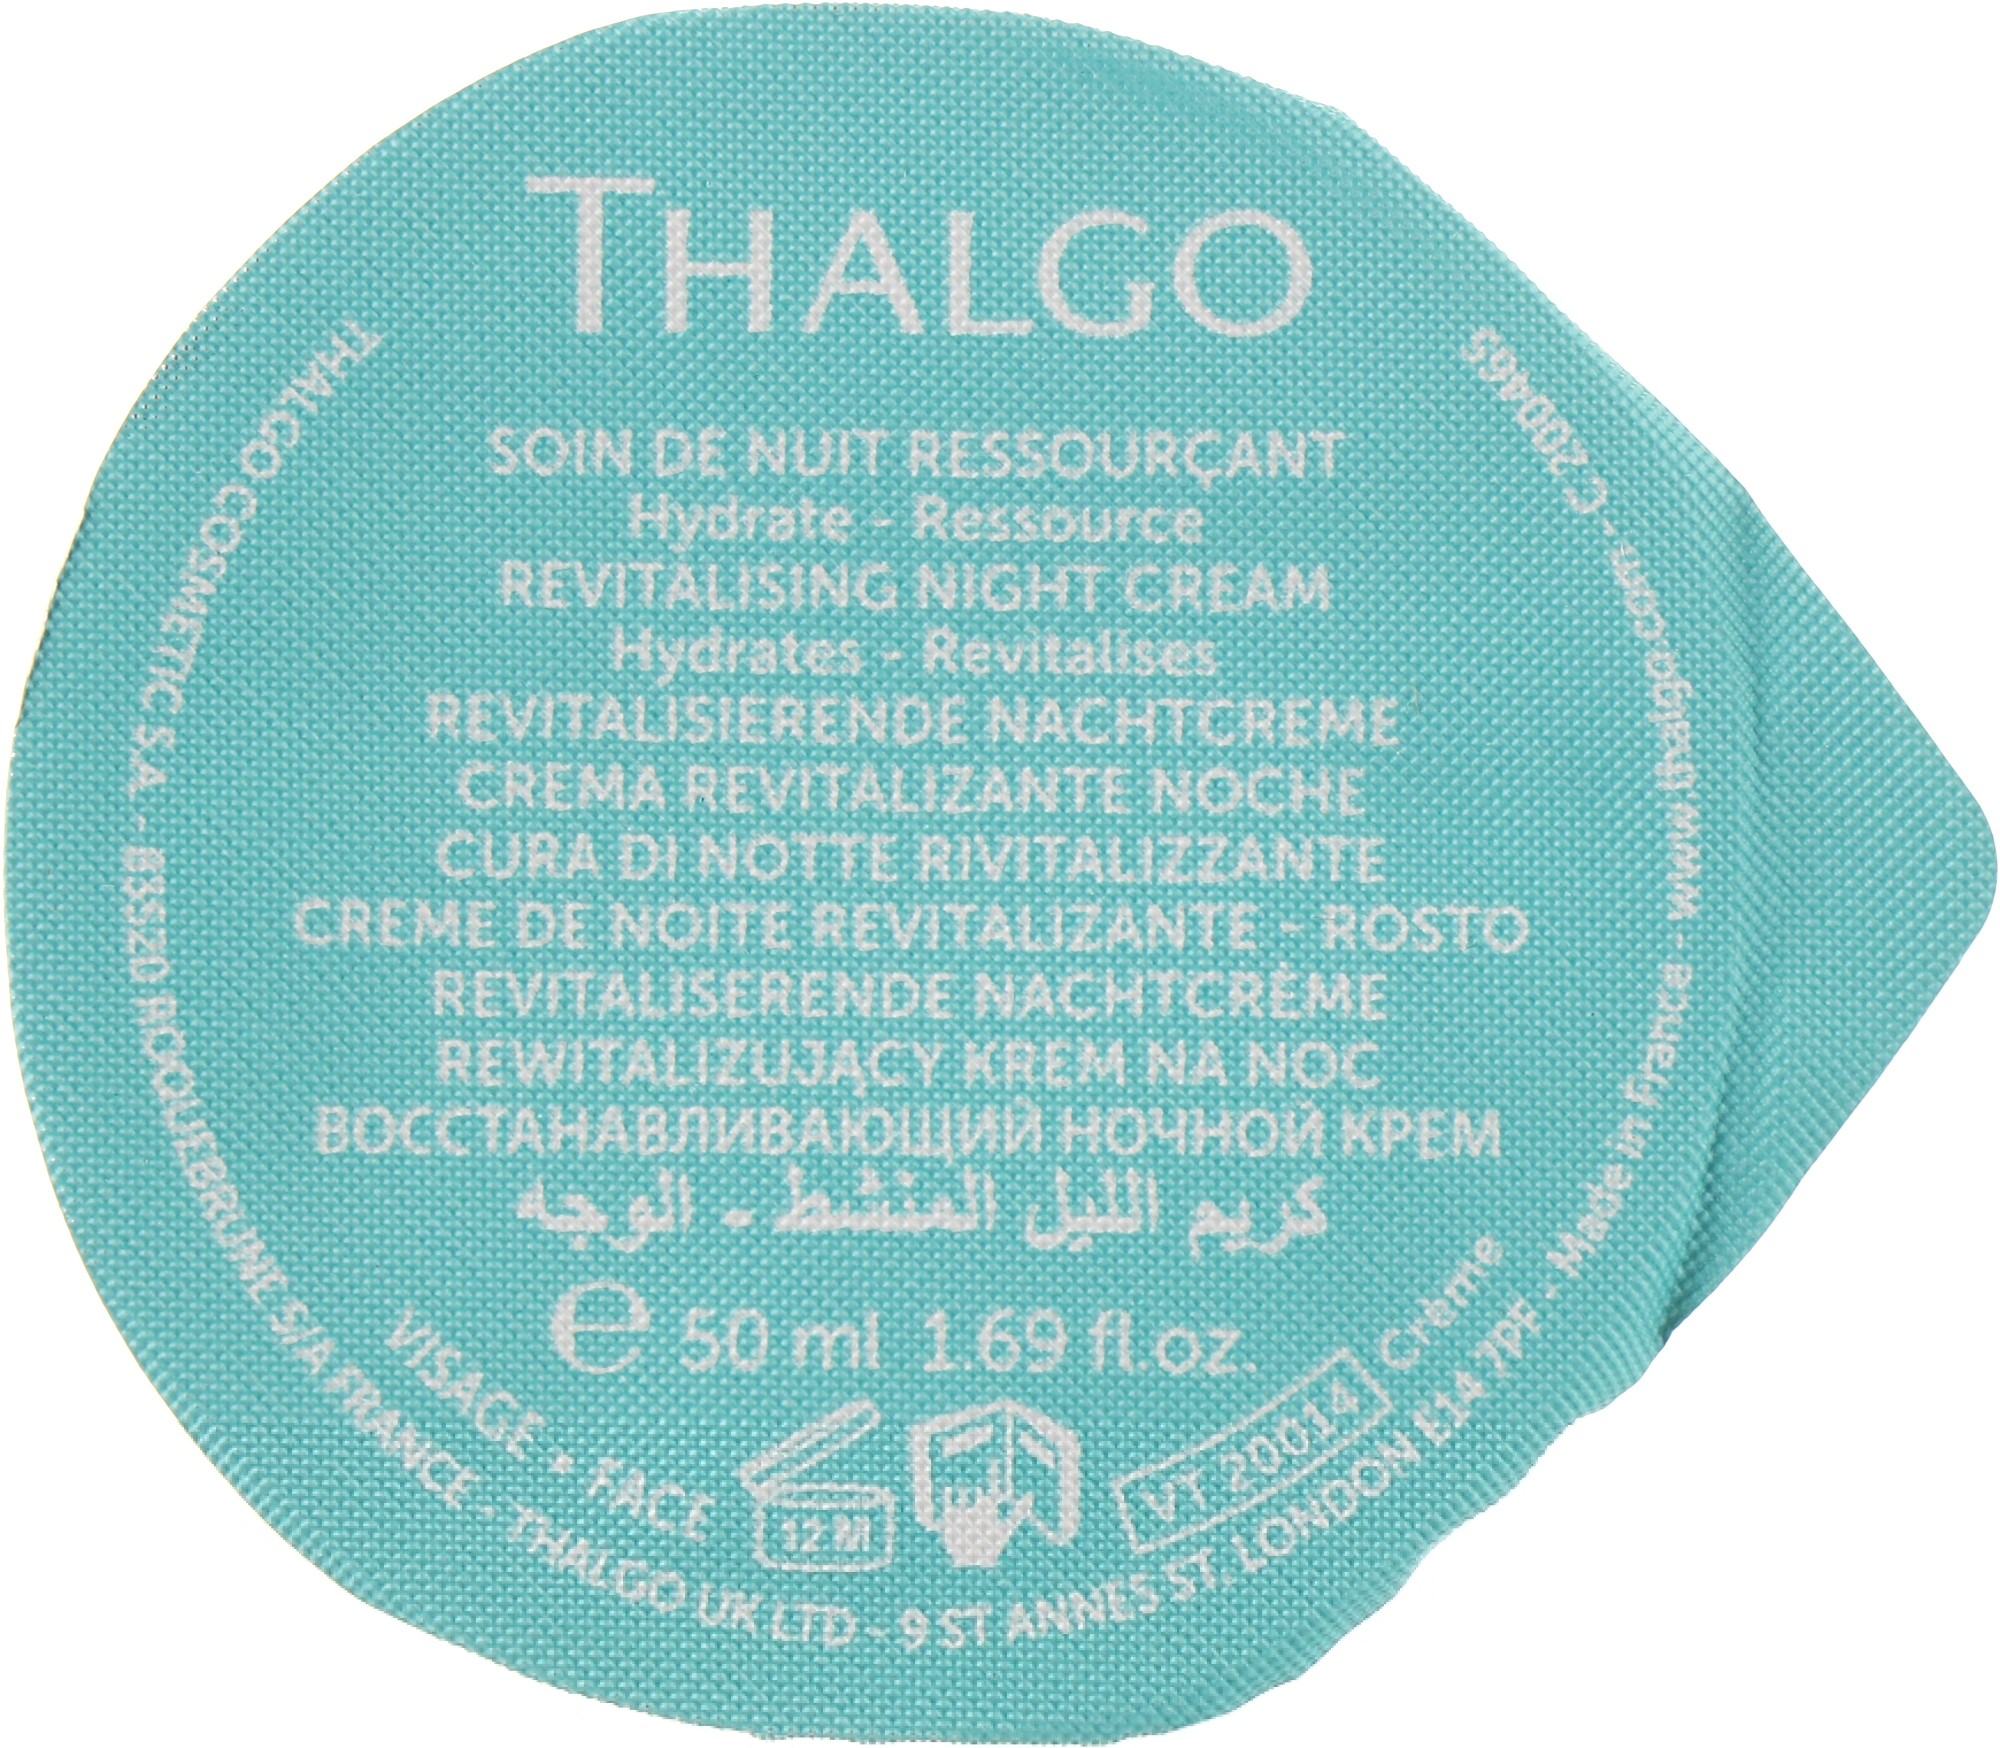 THALGO
SOIN DE NUIT RESSOURÇANT
Hydrate - Ressource
REVITALISING NIGHT CREAM
Hydrates - Revitalises
REVITALISIERENDE NACHTCREME
CREMA REVITALIZANTE NOCHE
CURA DI NOTTE RIVITALIZZANTE
CREME DE NOITE REVITALIZANTE - ROSTO
REVITALISERENDE NACHTCRÈME
REWITALIZUJĄCY KREM NA NOC
ВОССТАНАВЛИВАЮЩИЙ НОЧНОЙ КРЕМ
كريم الليل المنشط - الوجه
e 50 ml 1.69 fl.oz.
VISAGE • FACE
12 M
VT 20014 Crème
THALGO COSMETIC S.A. - 83520 ROQUEBRUNE S/A FRANCE - THALGO UK LTD - 9 ST ANNES ST. LONDON E14 7PF - Made in France - www.thalgo.com - C 200465